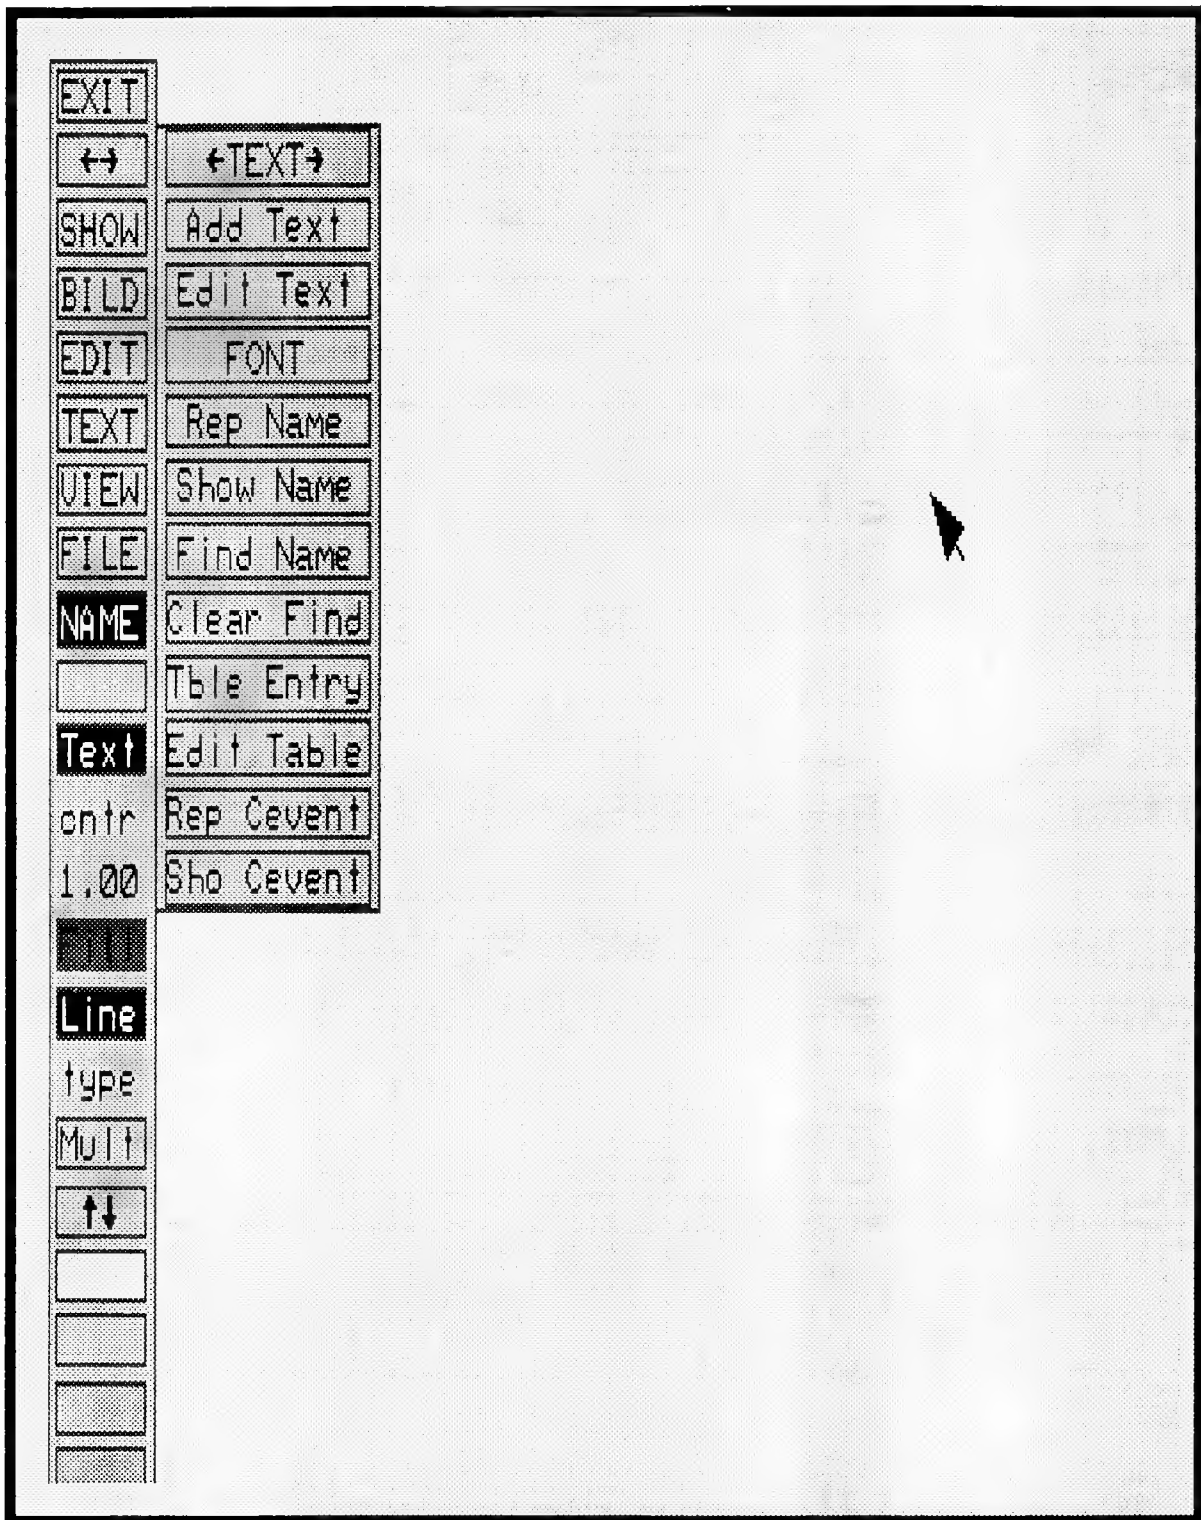 EXIT
←→
SHOW
BILD
EDIT
TEXT
VIEW
FILE
NAME
Text
cntr
1.00
Fill
Line
type
Mult
↑↓
←TEXT→
Add Text
Edit Text
FONT
Rep Name
Show Name
Find Name
Clear Find
Tble Entry
Edit Table
Rep Cevent
Sho Cevent